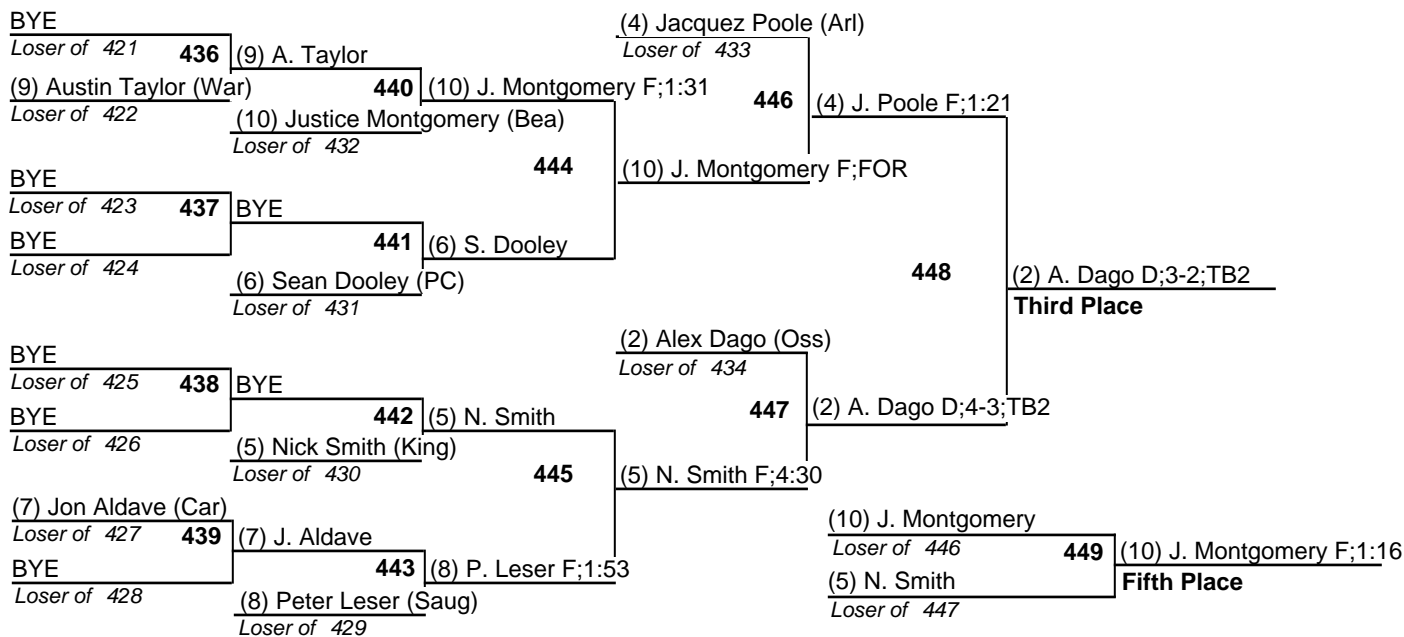 BYE
Loser of 421
436
(9) Austin Taylor (War)
Loser of 422
(9) A. Taylor
440
(10) Justice Montgomery (Bea)
Loser of 432
(10) J. Montgomery F;1:31
BYE
Loser of 423
437
BYE
Loser of 424
BYE
441
(6) Sean Dooley (PC)
Loser of 431
(6) S. Dooley
444
(10) J. Montgomery F;FOR
(4) Jacquez Poole (Arl)
Loser of 433
446
(4) J. Poole F;1:21
BYE
Loser of 425
438
BYE
Loser of 426
BYE
442
(5) Nick Smith (King)
Loser of 430
(5) N. Smith
(7) Jon Aldave (Car)
Loser of 427
439
BYE
Loser of 428
(7) J. Aldave
443
(8) Peter Leser (Saug)
Loser of 429
(8) P. Leser F;1:53
445
(5) N. Smith F;4:30
(2) Alex Dago (Oss)
Loser of 434
447
(2) A. Dago D;4-3;TB2
448
(2) A. Dago D;3-2;TB2
Third Place
(10) J. Montgomery
Loser of 446
449
(5) N. Smith
Loser of 447
(10) J. Montgomery F;1:16
Fifth Place